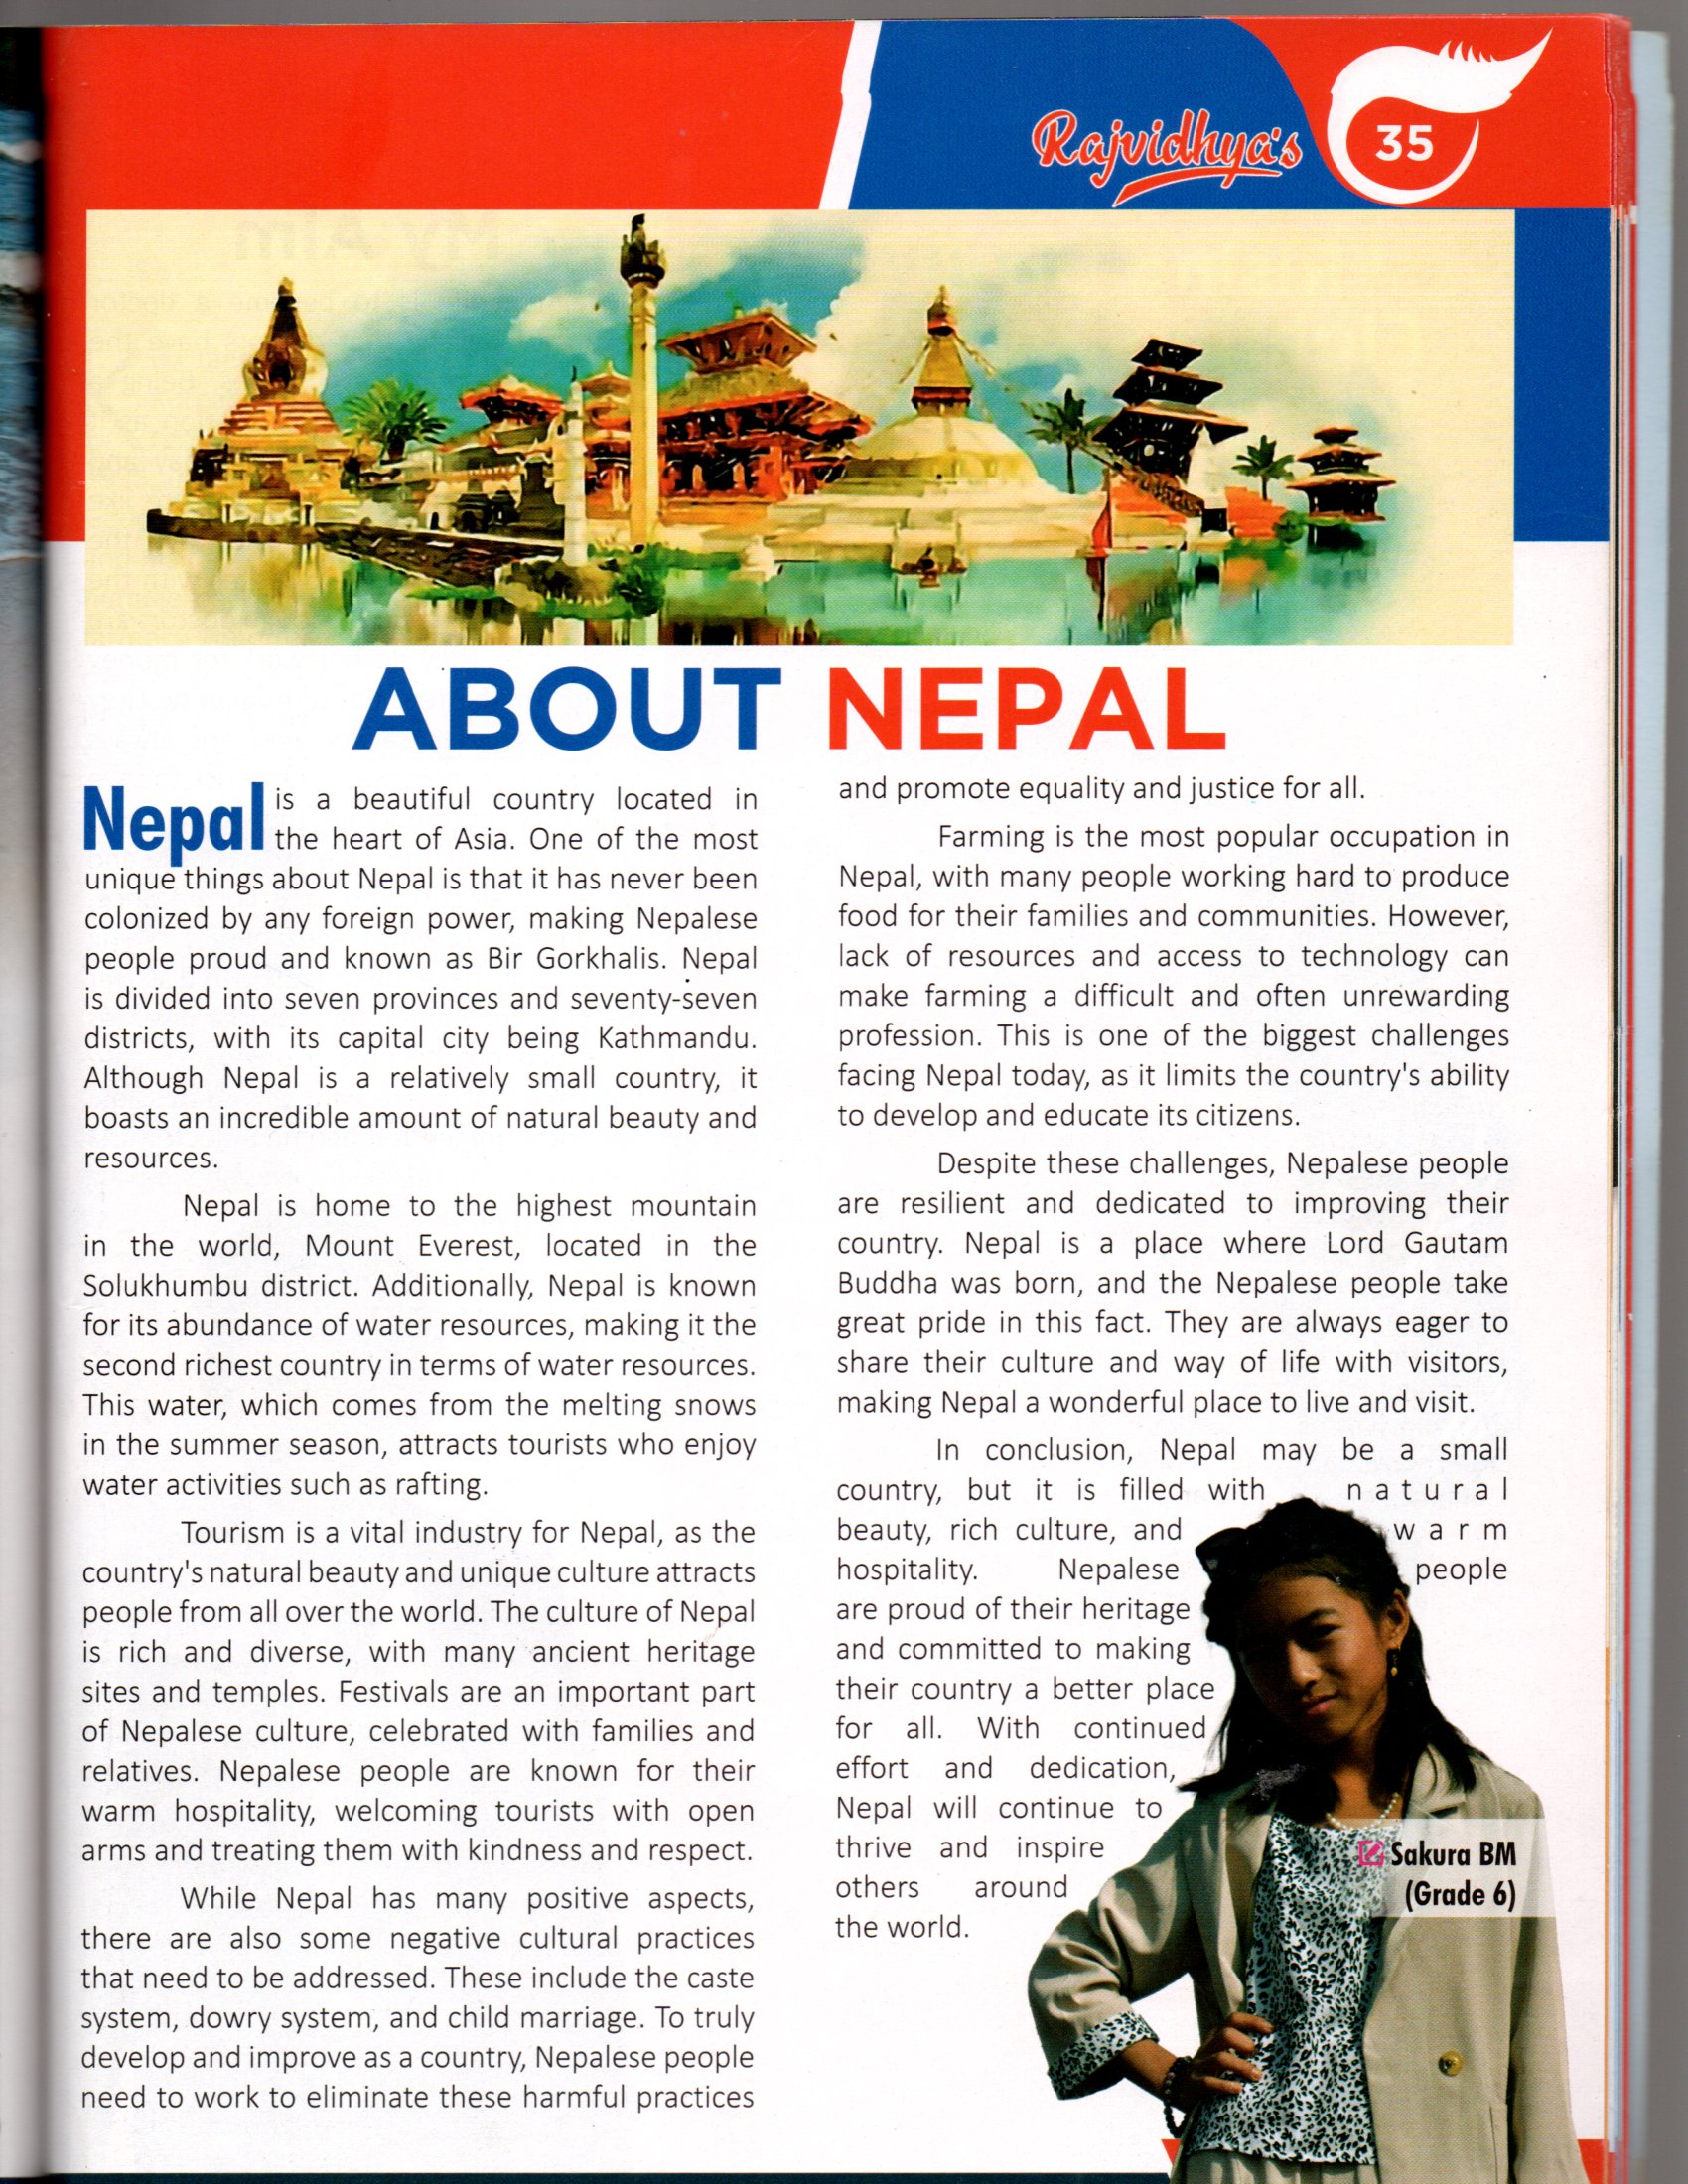 Rajvidhya's
35
ABOUT NEPAL
Nepal is a beautiful country located in
the heart of Asia. One of the most
unique things about Nepal is that it has never been
colonized by any foreign power, making Nepalese
people proud and known as Bir Gorkhalis. Nepal
is divided into seven provinces and seventy-seven
districts, with its capital city being Kathmandu.
Although Nepal is a relatively small country, it
boasts an incredible amount of natural beauty and
resources.
Nepal is home to the highest mountain
in the world, Mount Everest, located in the
Solukhumbu district. Additionally, Nepal is known
for its abundance of water resources, making it the
second richest country in terms of water resources.
This water, which comes from the melting snows
in the summer season, attracts tourists who enjoy
water activities such as rafting.
Tourism is a vital industry for Nepal, as the
country's natural beauty and unique culture attracts
people from all over the world. The culture of Nepal
is rich and diverse, with many ancient heritage
sites and temples. Festivals are an important part
of Nepalese culture, celebrated with families and
relatives. Nepalese people are known for their
warm hospitality, welcoming tourists with open
arms and treating them with kindness and respect.
While Nepal has many positive aspects,
there are also some negative cultural practices
that need to be addressed. These include the caste
system, dowry system, and child marriage. To truly
develop and improve as a country, Nepalese people
need to work to eliminate these harmful practices
and promote equality and justice for all.
Farming is the most popular occupation in
Nepal, with many people working hard to produce
food for their families and communities. However,
lack of resources and access to technology can
make farming a difficult and often unrewarding
profession. This is one of the biggest challenges
facing Nepal today, as it limits the country's ability
to develop and educate its citizens.
Despite these challenges, Nepalese people
are resilient and dedicated to improving their
country. Nepal is a place where Lord Gautam
Buddha was born, and the Nepalese people take
great pride in this fact. They are always eager to
share their culture and way of life with visitors,
making Nepal a wonderful place to live and visit.
In conclusion, Nepal may be a small
country, but it is filled with natural
beauty, rich culture, and warm
hospitality. Nepalese people
are proud of their heritage
and committed to making
their country a better place
for all. With continued
effort and dedication,
Nepal will continue to
thrive and inspire
others around
the world.
Sakura BM
(Grade 6)